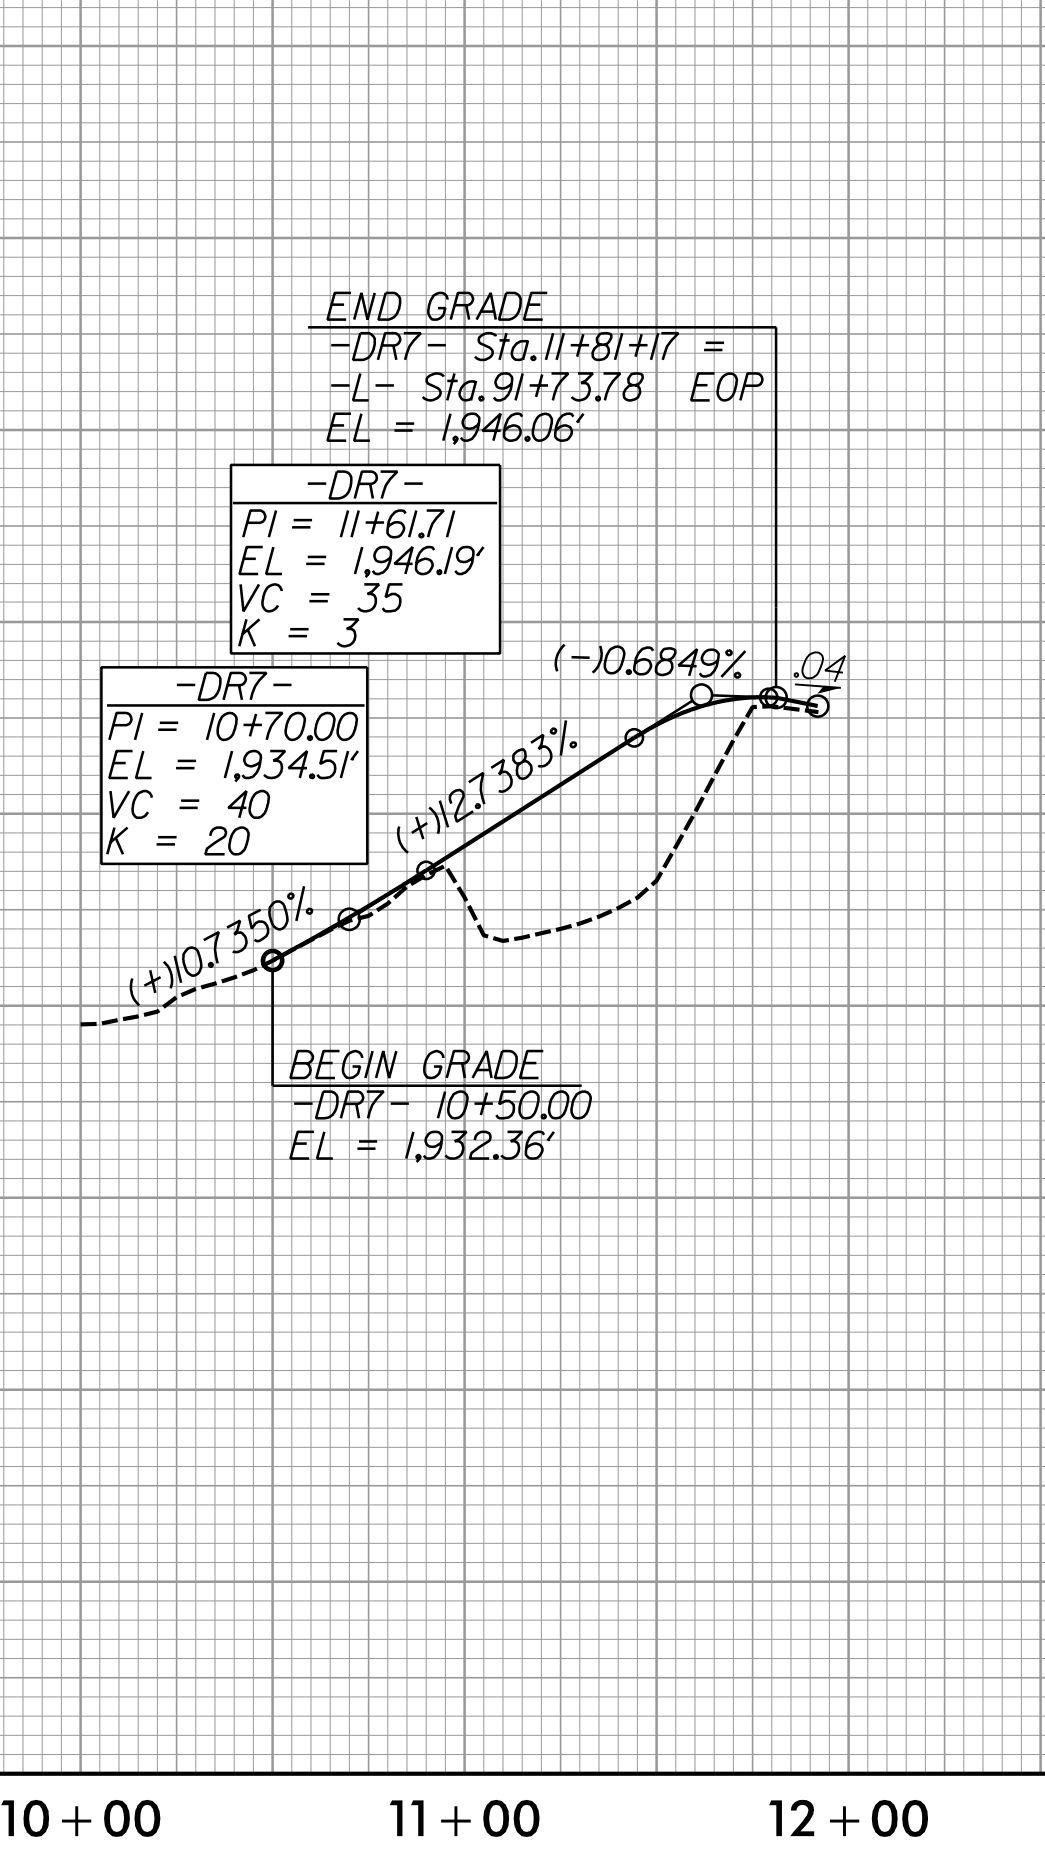 END GRADE
-DR7- Sta.11+81+17 =
-L- Sta.91+73.78 EOP
EL = 1,946.06'
-DR7-
PI = 11+61.71
EL = 1,946.19'
VC = 35
K = 3
(-)0.6849%
.04
-DR7-
PI = 10+70.00
EL = 1,934.51'
VC = 40
K = 20
(+)12.7383%
(+)10.7350%
BEGIN GRADE
-DR7- 10+50.00
EL = 1,932.36'
10+00 11+00 12+00